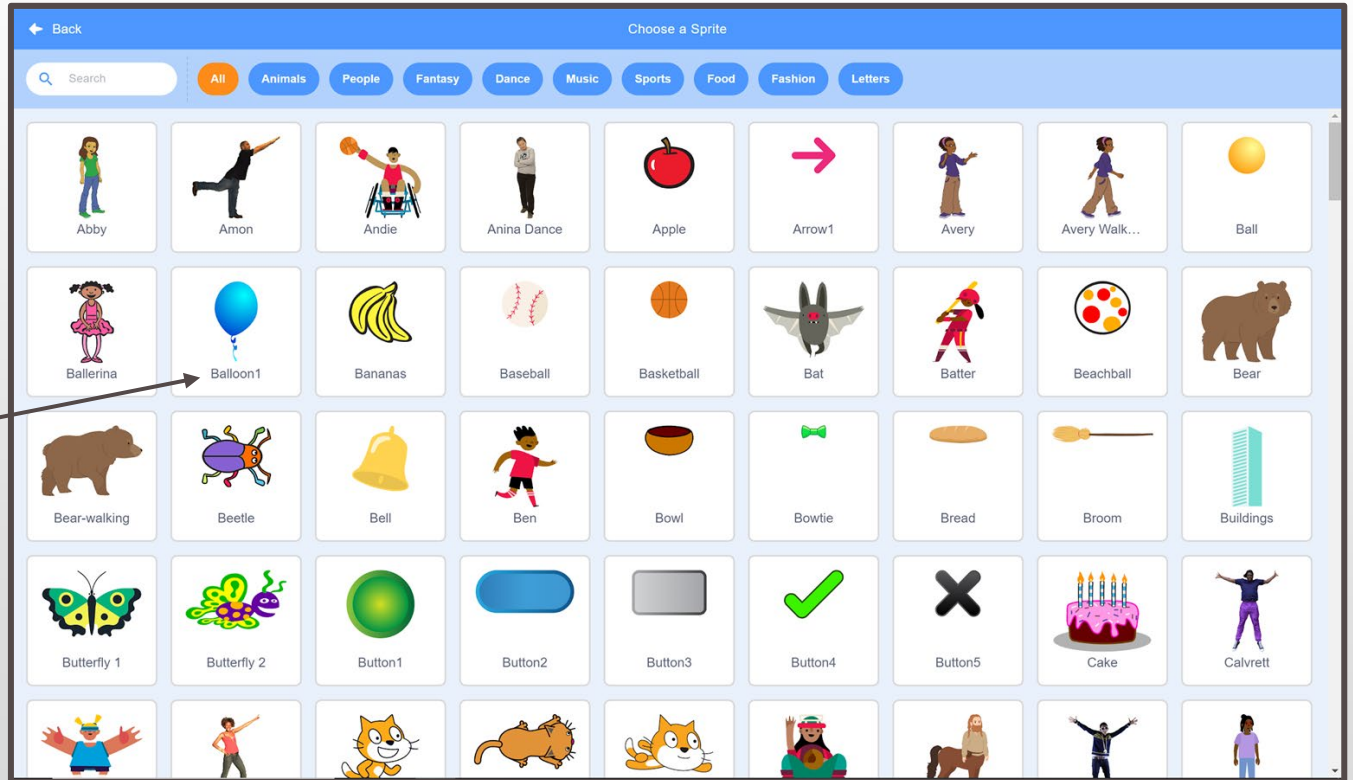 Back
Choose a Sprite
Search
All Animals People Fantasy Dance Music Sports Food Fashion Letters
Abby Amon Andie Anina Dance Apple Arrow1 Avery Avery Walk... Ball
Ballerina Balloon1 Bananas Baseball Basketball Bat Batter Beachball Bear
Bear-walking Beetle Bell Ben Bowl Bowtie Bread Broom Buildings
Butterfly 1 Butterfly 2 Button1 Button2 Button3 Button4 Button5 Cake Calvrett